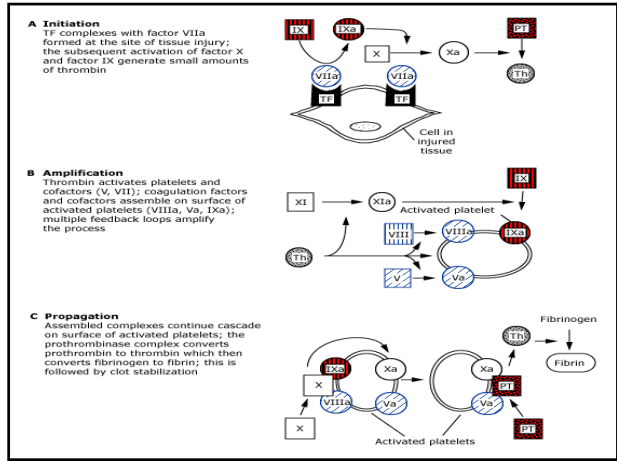 A Initiation
TF complexes with factor VIIa
formed at the site of tissue injury;
the subsequent activation of factor X
and factor IX generate small amounts
of thrombin
IX
IXa
X
Xa
PT
Th
VIIa
VIIa
TF
TF
Cell in
injured
tissue
B Amplification
Thrombin activates platelets and
cofactors (V, VII); coagulation factors
and cofactors assemble on surface of
activated platelets (VIIIa, Va, IXa);
multiple feedback loops amplify
the process
IX
XI
XIa
Activated platelet
VIII
VIIIa
IXa
Th
V
Va
C Propagation
Assembled complexes continue cascade
on surface of activated platelets; the
prothrombinase complex converts
prothrombin to thrombin which then
converts fibrinogen to fibrin; this is
followed by clot stabilization
Fibrinogen
Th
Fibrin
IXa
Xa
Xa
X
PT
VIIIa
Va
Va
X
PT
Activated platelets